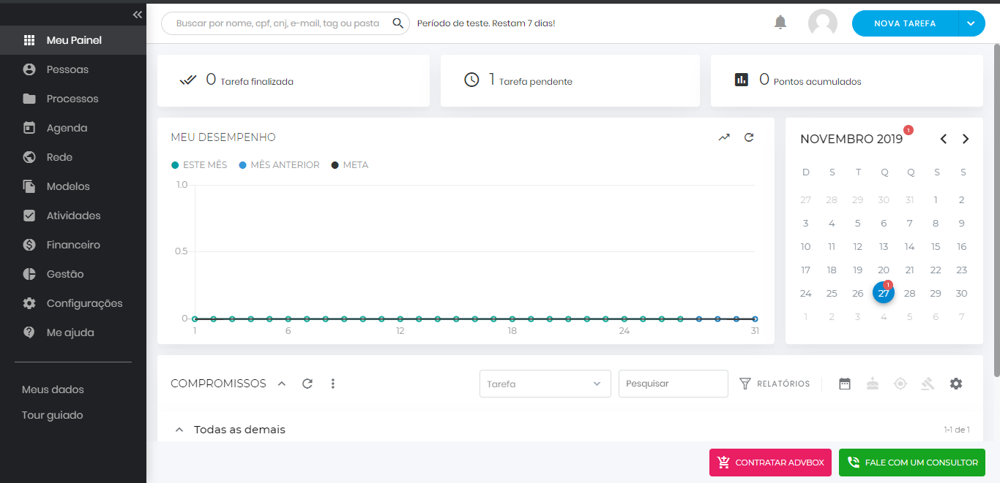 Meu Painel
Pessoas
Processos
Agenda
Rede
Modelos
Atividades
Financeiro
Gestão
Configurações
Me ajuda
Meus dados
Tour guiado
Buscar por nome, cpf, cnj, e-mail, tag ou pasta
Período de teste. Restam 7 dias!
NOVA TAREFA
0 Tarefa finalizada
1 Tarefa pendente
0 Pontos acumulados
MEU DESEMPENHO
ESTE MÊS MÊS ANTERIOR META
1.0
0.5
0
1 6 12 18 24 31
NOVEMBRO 2019 1
D S T Q Q S S
27 28 29 30 31 1 2
3 4 5 6 7 8 9
10 11 12 13 14 15 16
17 18 19 20 21 22 23
24 25 26 27 1 28 29 30
1 2 3 4 5 6 7
COMPROMISSOS
Tarefa
Pesquisar
RELATÓRIOS
Todas as demais
1-1 de 1
CONTRATAR ADVBOX
FALE COM UM CONSULTOR